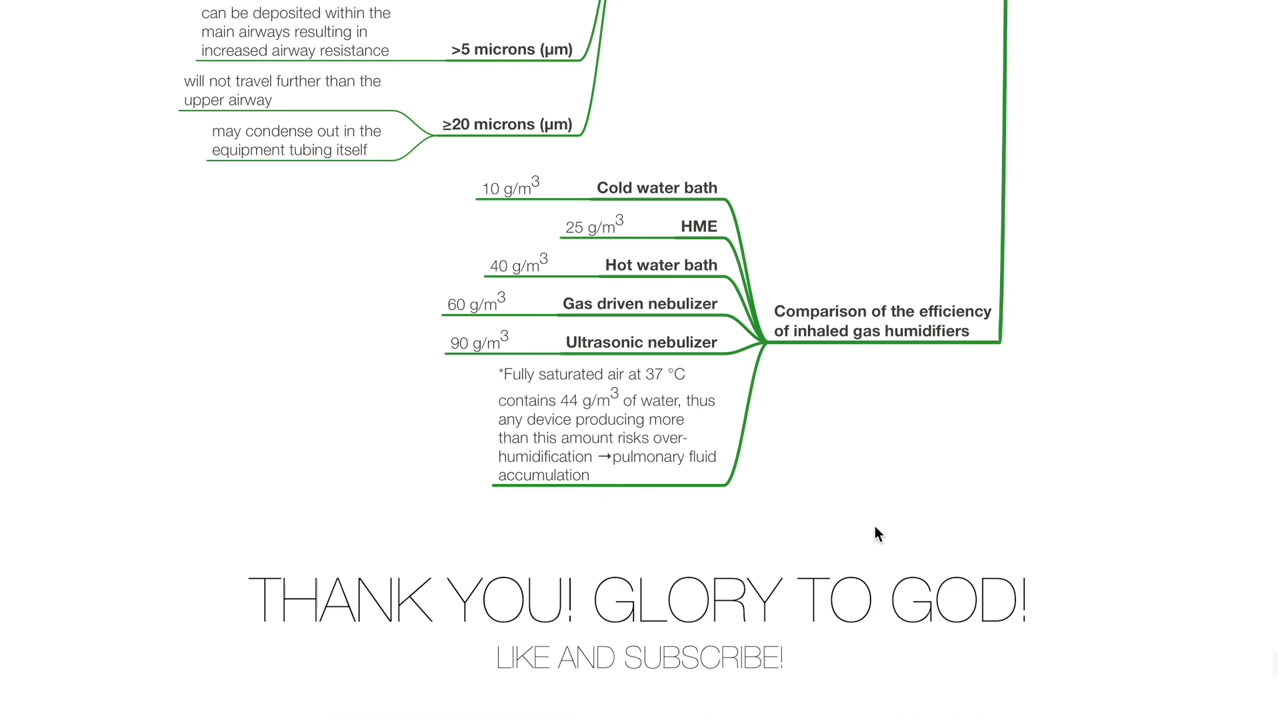 can be deposited within the
main airways resulting in
increased airway resistance
>5 microns (µm)
will not travel further than the
upper airway
may condense out in the
equipment tubing itself
≥20 microns (µm)
10 g/m³ Cold water bath
25 g/m³ HME
40 g/m³ Hot water bath
60 g/m³ Gas driven nebulizer
90 g/m³ Ultrasonic nebulizer
*Fully saturated air at 37 °C
contains 44 g/m³ of water, thus
any device producing more
than this amount risks over-
humidification →pulmonary fluid
accumulation
Comparison of the efficiency
of inhaled gas humidifiers
THANK YOU! GLORY TO GOD!
LIKE AND SUBSCRIBE!